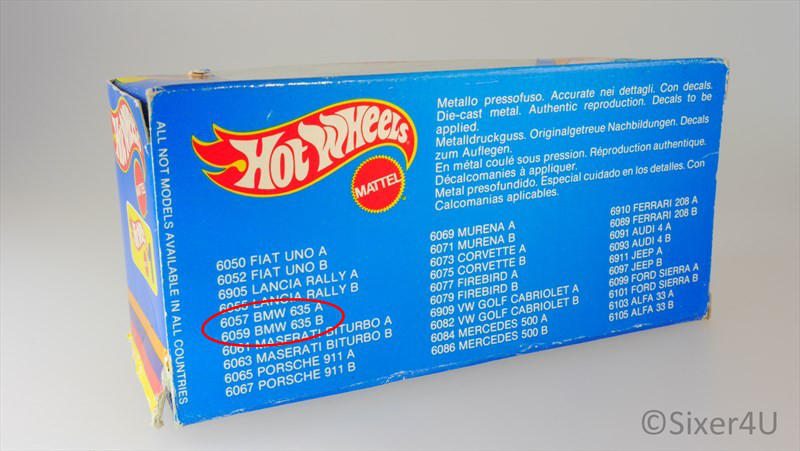 ALL NOT MODELS AVAILABLE IN ALL COUNTRIES
Hot Wheels
MATTEL
Metallo pressofuso. Accurate nei dettagli. Con decals.
Die-cast metal. Authentic reproduction. Decals to be
applied.
Metalldruckguss. Originalgetreue Nachbildungen. Decals
zum Auflegen.
En métal coulé sous pression. Réproduction authentique.
Décalcomanies à appliquer.
Metal presofundido. Especial cuidado en los detalles. Con
Calcomanias aplicables.
6050 FIAT UNO A
6052 FIAT UNO B
6905 LANCIA RALLY A
6055 LANCIA RALLY B
6057 BMW 635 A
6059 BMW 635 B
6061 MASERATI BITURBO A
6063 MASERATI BITURBO B
6065 PORSCHE 911 A
6067 PORSCHE 911 B
6069 MURENA A
6071 MURENA B
6073 CORVETTE A
6075 CORVETTE B
6077 FIREBIRD A
6079 FIREBIRD B
6909 VW GOLF CABRIOLET A
6082 VW GOLF CABRIOLET B
6084 MERCEDES 500 A
6086 MERCEDES 500 B
6910 FERRARI 208 A
6089 FERRARI 208 B
6091 AUDI 4 A
6093 AUDI 4 B
6911 JEEP A
6097 JEEP B
6099 FORD SIERRA A
6101 FORD SIERRA B
6103 ALFA 33 A
6105 ALFA 33 B
©Sixer4U